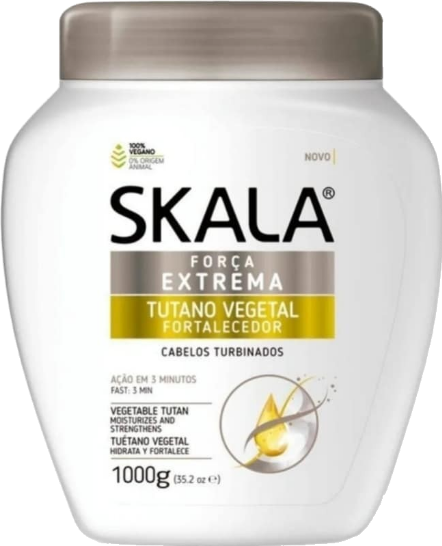 100%
VEGANO
0% ORIGEM
ANIMAL
NOVO
SKALA®
FORÇA
EXTREMA
TUTANO VEGETAL
FORTALECEDOR
CABELOS TURBINADOS
AÇÃO EM 3 MINUTOS
FAST: 3 MIN
VEGETABLE TUTAN
MOISTURIZES AND
STRENGTHENS
TUÉTANO VEGETAL
HIDRATA Y FORTALECE
1000g (35.2 oz ℮)